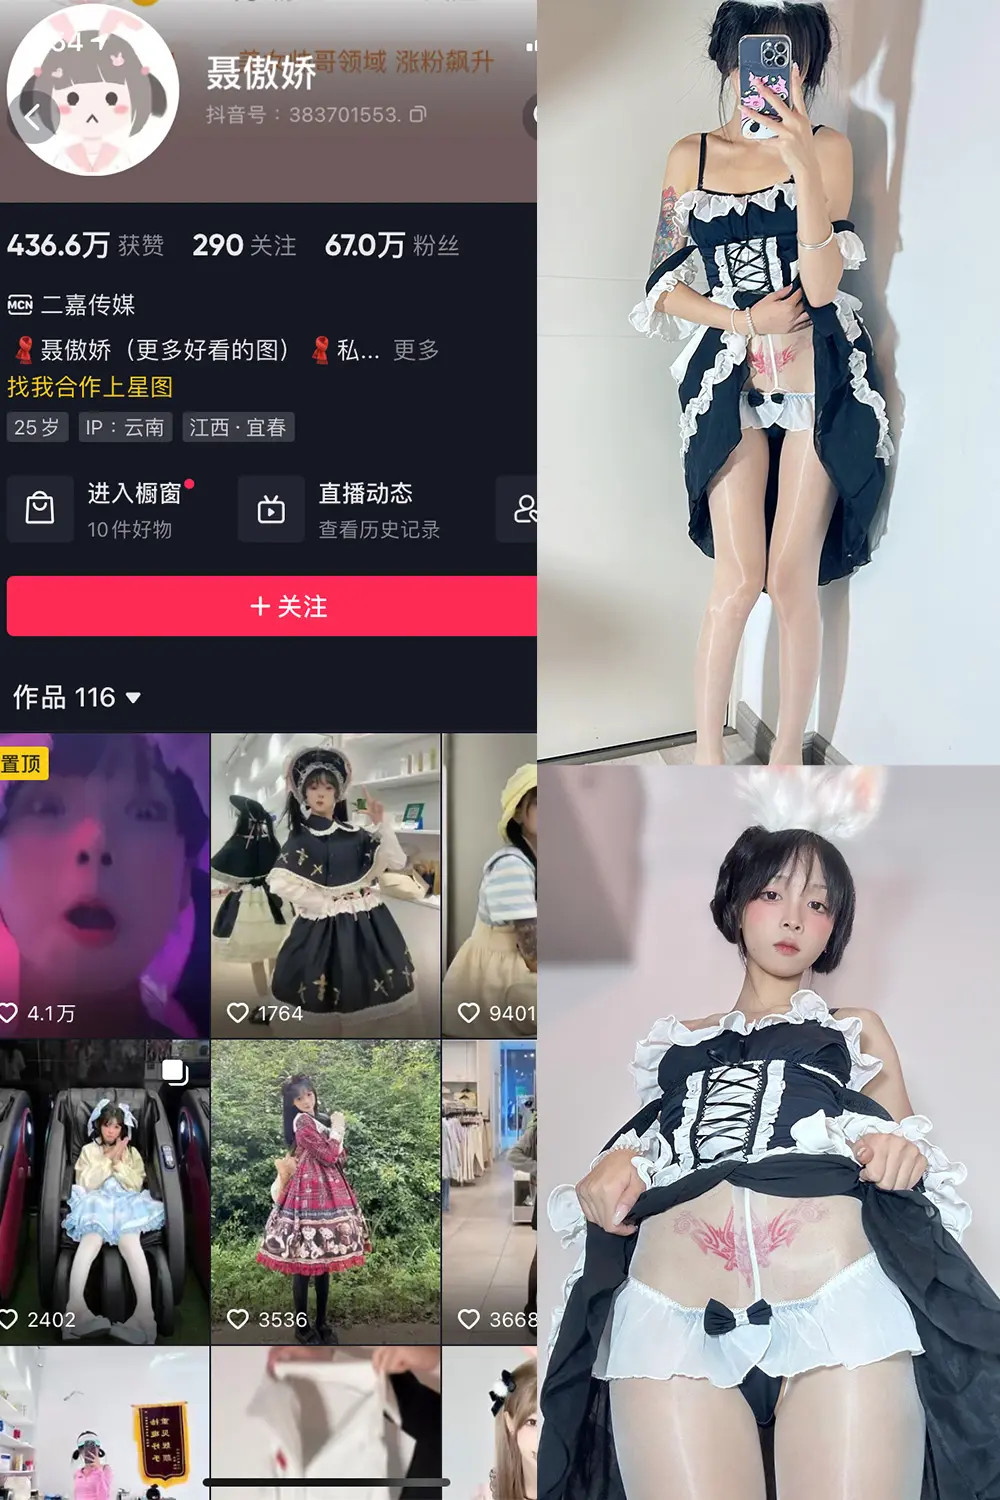 聂傲娇
哥领域 涨粉飙升
抖音号：383701553.
436.6万 获赞 290 关注 67.0万 粉丝
MCN 二嘉传媒
聂傲娇（更多好看的图） 私... 更多
找我合作上星图
25岁 IP：云南 江西·宜春
进入橱窗 直播动态
10件好物 查看历史记录
+ 关注
作品 116
置顶
4.1万 1764 9401
2402 3536 3668